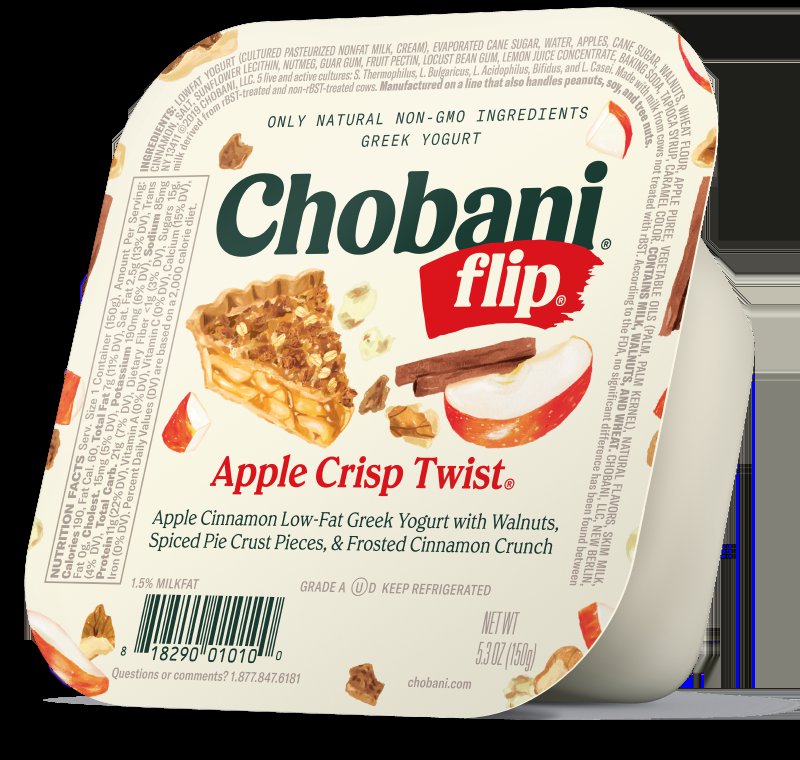 INGREDIENTS: LOWFAT YOGURT (CULTURED PASTEURIZED NONFAT MILK, CREAM), EVAPORATED CANE SUGAR, WATER, APPLES, CANE SUGAR, WALNUTS, WHEAT FLOUR, APPLE PUREE, VEGETABLE OILS (PALM, PALM KERNEL), NATURAL FLAVORS, SKIM MILK,
CINNAMON, SALT, SUNFLOWER LECITHIN, NUTMEG, GUAR GUM, FRUIT PECTIN, LOCUST BEAN GUM, LEMON JUICE CONCENTRATE, BAKING SODA, TAPIOCA SYRUP, CARAMEL COLOR. CONTAINS MILK, WALNUTS, AND WHEAT. CHOBANI, LLC, NEW BERLIN,
NY 13411 ©2019 CHOBANI, LLC. 5 live and active cultures: S. Thermophilus, L. Bulgaricus, L. Acidophilus, Bifidus, and L. Casei. Made with milk from cows not treated with rBST. According to the FDA, no significant difference has been found between
milk derived from rBST-treated and non-rBST-treated cows. Manufactured on a line that also handles peanuts, soy, and tree nuts.
ONLY NATURAL NON-GMO INGREDIENTS
GREEK YOGURT
Chobani®
flip®
Apple Crisp Twist®
Apple Cinnamon Low-Fat Greek Yogurt with Walnuts,
Spiced Pie Crust Pieces, & Frosted Cinnamon Crunch
NUTRITION FACTS Serv. Size 1 Container (150g), Amount Per Serving:
Calories 190, Fat Cal. 60, Total Fat 7g (11% DV), Sat. Fat 2.5g (13% DV), Trans
Fat 0g, Cholest. 15mg (5% DV), Potassium 190mg (6% DV), Sodium 85mg
(4% DV), Total Carb. 21g (7% DV), Dietary Fiber <1g (3% DV), Sugars 15g,
Protein 11g (22% DV), Vitamin A (0% DV), Vitamin C (0% DV), Calcium (15% DV),
Iron (0% DV). Percent Daily Values (DV) are based on a 2,000 calorie diet.
1.5% MILKFAT
GRADE A Ⓤ D KEEP REFRIGERATED
8 18290 01010 0
NET WT
5.3 OZ (150g)
Questions or comments? 1.877.847.6181
chobani.com